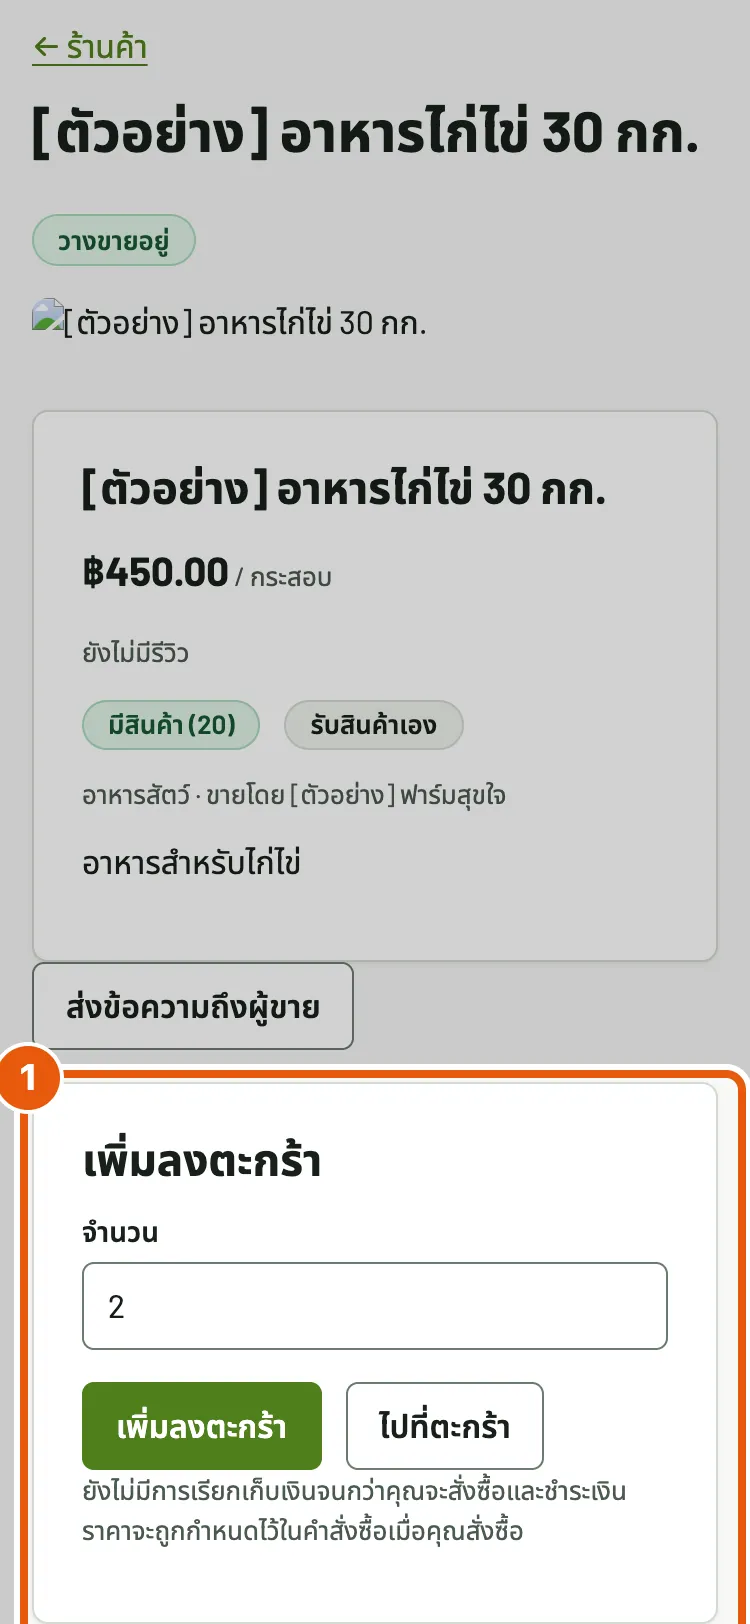 ← ร้านค้า
[ตัวอย่าง] อาหารไก่ไข่ 30 กก.
วางขายอยู่
[ตัวอย่าง] อาหารไก่ไข่ 30 กก.
[ตัวอย่าง] อาหารไก่ไข่ 30 กก.
฿450.00 / กระสอบ
ยังไม่มีรีวิว
มีสินค้า (20) รับสินค้าเอง
อาหารสัตว์ · ขายโดย [ตัวอย่าง] ฟาร์มสุขใจ
อาหารสำหรับไก่ไข่
ส่งข้อความถึงผู้ขาย
1
เพิ่มลงตะกร้า
จำนวน
2
เพิ่มลงตะกร้า ไปที่ตะกร้า
ยังไม่มีการเรียกเก็บเงินจนกว่าคุณจะสั่งซื้อและชำระเงิน
ราคาจะถูกกำหนดไว้ในคำสั่งซื้อเมื่อคุณสั่งซื้อ